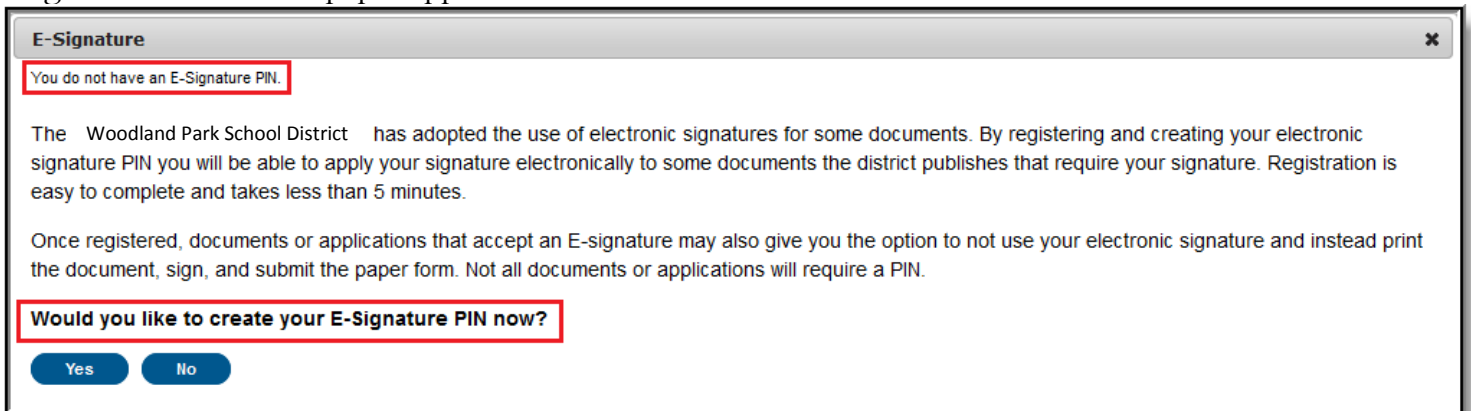 E-Signature
You do not have an E-Signature PIN.
The Woodland Park School District has adopted the use of electronic signatures for some documents. By registering and creating your electronic
signature PIN you will be able to apply your signature electronically to some documents the district publishes that require your signature. Registration is
easy to complete and takes less than 5 minutes.
Once registered, documents or applications that accept an E-signature may also give you the option to not use your electronic signature and instead print
the document, sign, and submit the paper form. Not all documents or applications will require a PIN.
Would you like to create your E-Signature PIN now?
Yes No